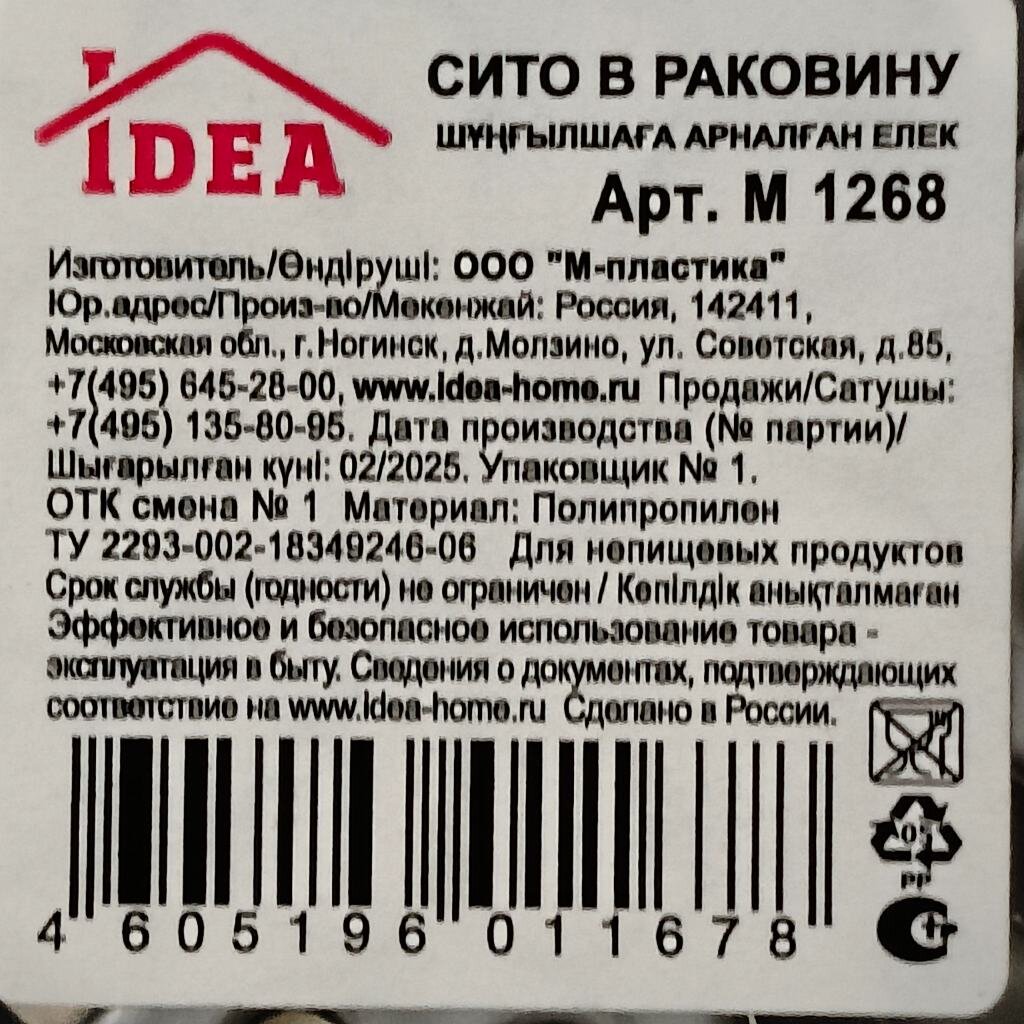 IDEA
СИТО В РАКОВИНУ
ШҰҢҒЫЛШАҒА АРНАЛҒАН ЕЛЕК
Арт. М 1268
Изготовитель/Өндіруші: ООО "М-пластика"
Юр.адрес/Произ-во/Мекенжай: Россия, 142411,
Московская обл., г.Ногинск, д.Молзино, ул. Советская, д.85,
+7(495) 645-28-00, www.idea-home.ru Продажи/Сатушы:
+7(495) 135-80-95. Дата производства (№ партии)/
Шығарылған күні: 02/2025. Упаковщик № 1.
ОТК смена № 1 Материал: Полипропилен
ТУ 2293-002-18349246-06 Для непищевых продуктов
Срок службы (годности) не ограничен / Кепілдік анықталмаған
Эффективное и безопасное использование товара -
эксплуатация в быту. Сведения о документах, подтверждающих
соответствие на www.idea-home.ru Сделано в России.
PP
4 605196 011678